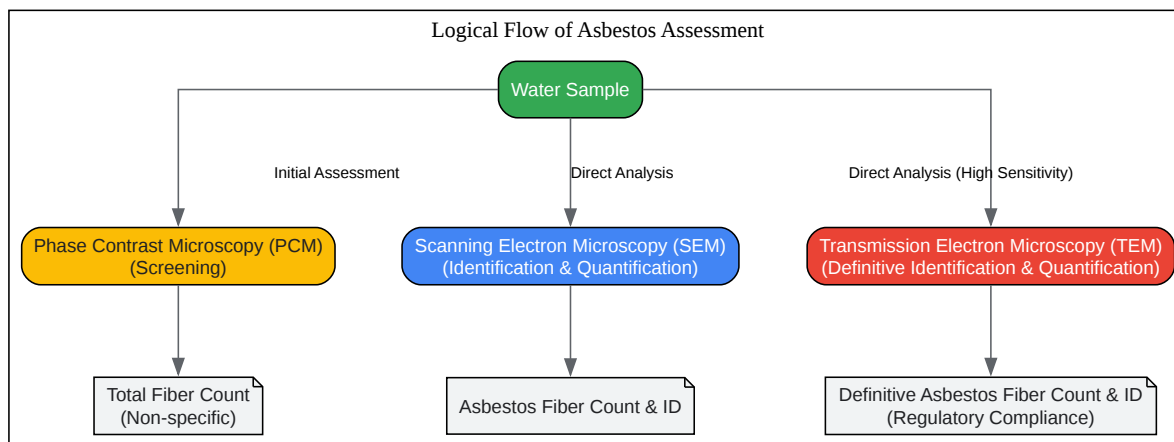 Logical Flow of Asbestos Assessment
Water Sample
Initial Assessment
Direct Analysis
Direct Analysis (High Sensitivity)
Phase Contrast Microscopy (PCM)
(Screening)
Scanning Electron Microscopy (SEM)
(Identification & Quantification)
Transmission Electron Microscopy (TEM)
(Definitive Identification & Quantification)
Total Fiber Count
(Non-specific)
Asbestos Fiber Count & ID
Definitive Asbestos Fiber Count & ID
(Regulatory Compliance)